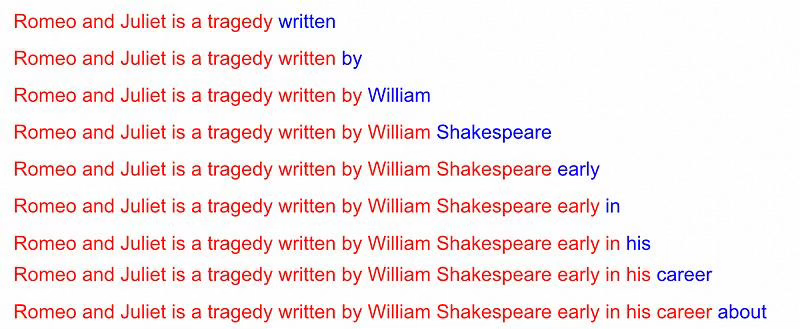 Romeo and Juliet is a tragedy written
Romeo and Juliet is a tragedy written by
Romeo and Juliet is a tragedy written by William
Romeo and Juliet is a tragedy written by William Shakespeare
Romeo and Juliet is a tragedy written by William Shakespeare early
Romeo and Juliet is a tragedy written by William Shakespeare early in
Romeo and Juliet is a tragedy written by William Shakespeare early in his
Romeo and Juliet is a tragedy written by William Shakespeare early in his career
Romeo and Juliet is a tragedy written by William Shakespeare early in his career about